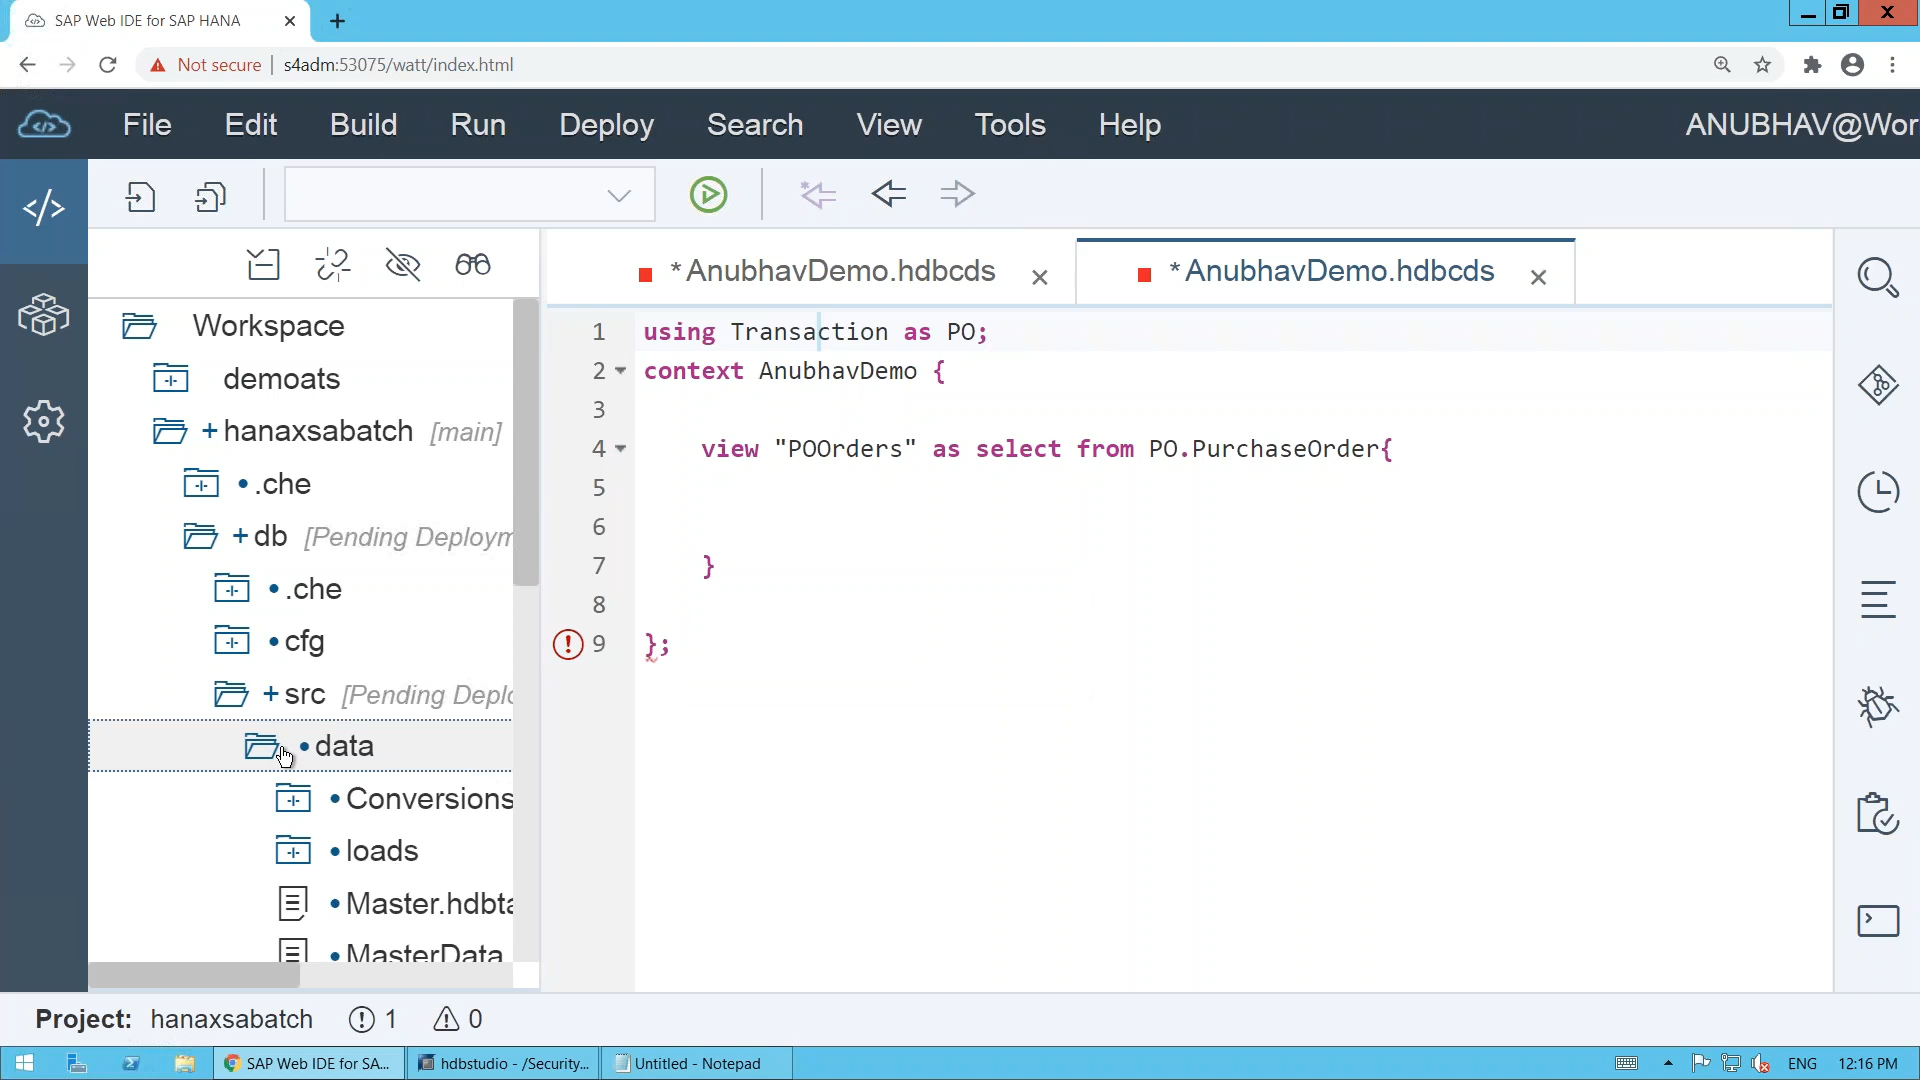 SAP Web IDE for SAP HANA
Not secure
s4adm:53075/watt/index.html
File Edit Build Run Deploy Search View Tools Help
ANUBHAV@Wor
*AnubhavDemo.hdbcds
*AnubhavDemo.hdbcds
Workspace
demoats
+ hanaxsabatch [main]
.che
+ db [Pending Deploym
.che
cfg
+ src [Pending Deplo
data
Conversions
loads
Master.hdbta
MasterData
1 using Transaction as PO;
2 context AnubhavDemo {
3
4 view "POOrders" as select from PO.PurchaseOrder{
5
6
7 }
8
9 };
Project: hanaxsabatch 1 0
SAP Web IDE for SA...
hdbstudio - /Security...
Untitled - Notepad
ENG
12:16 PM